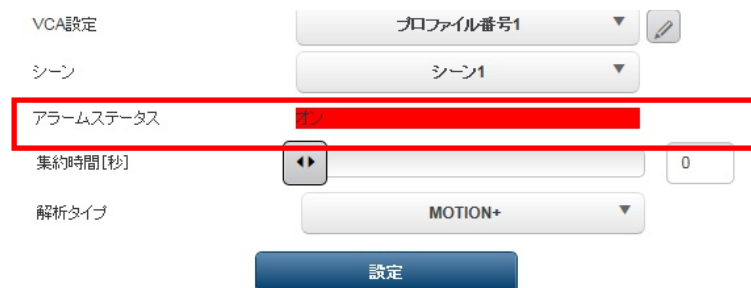 VCA設定 プロファイル番号1
シーン シーン1
アラームステータス オン
集約時間[秒] 0
解析タイプ MOTION+
設定